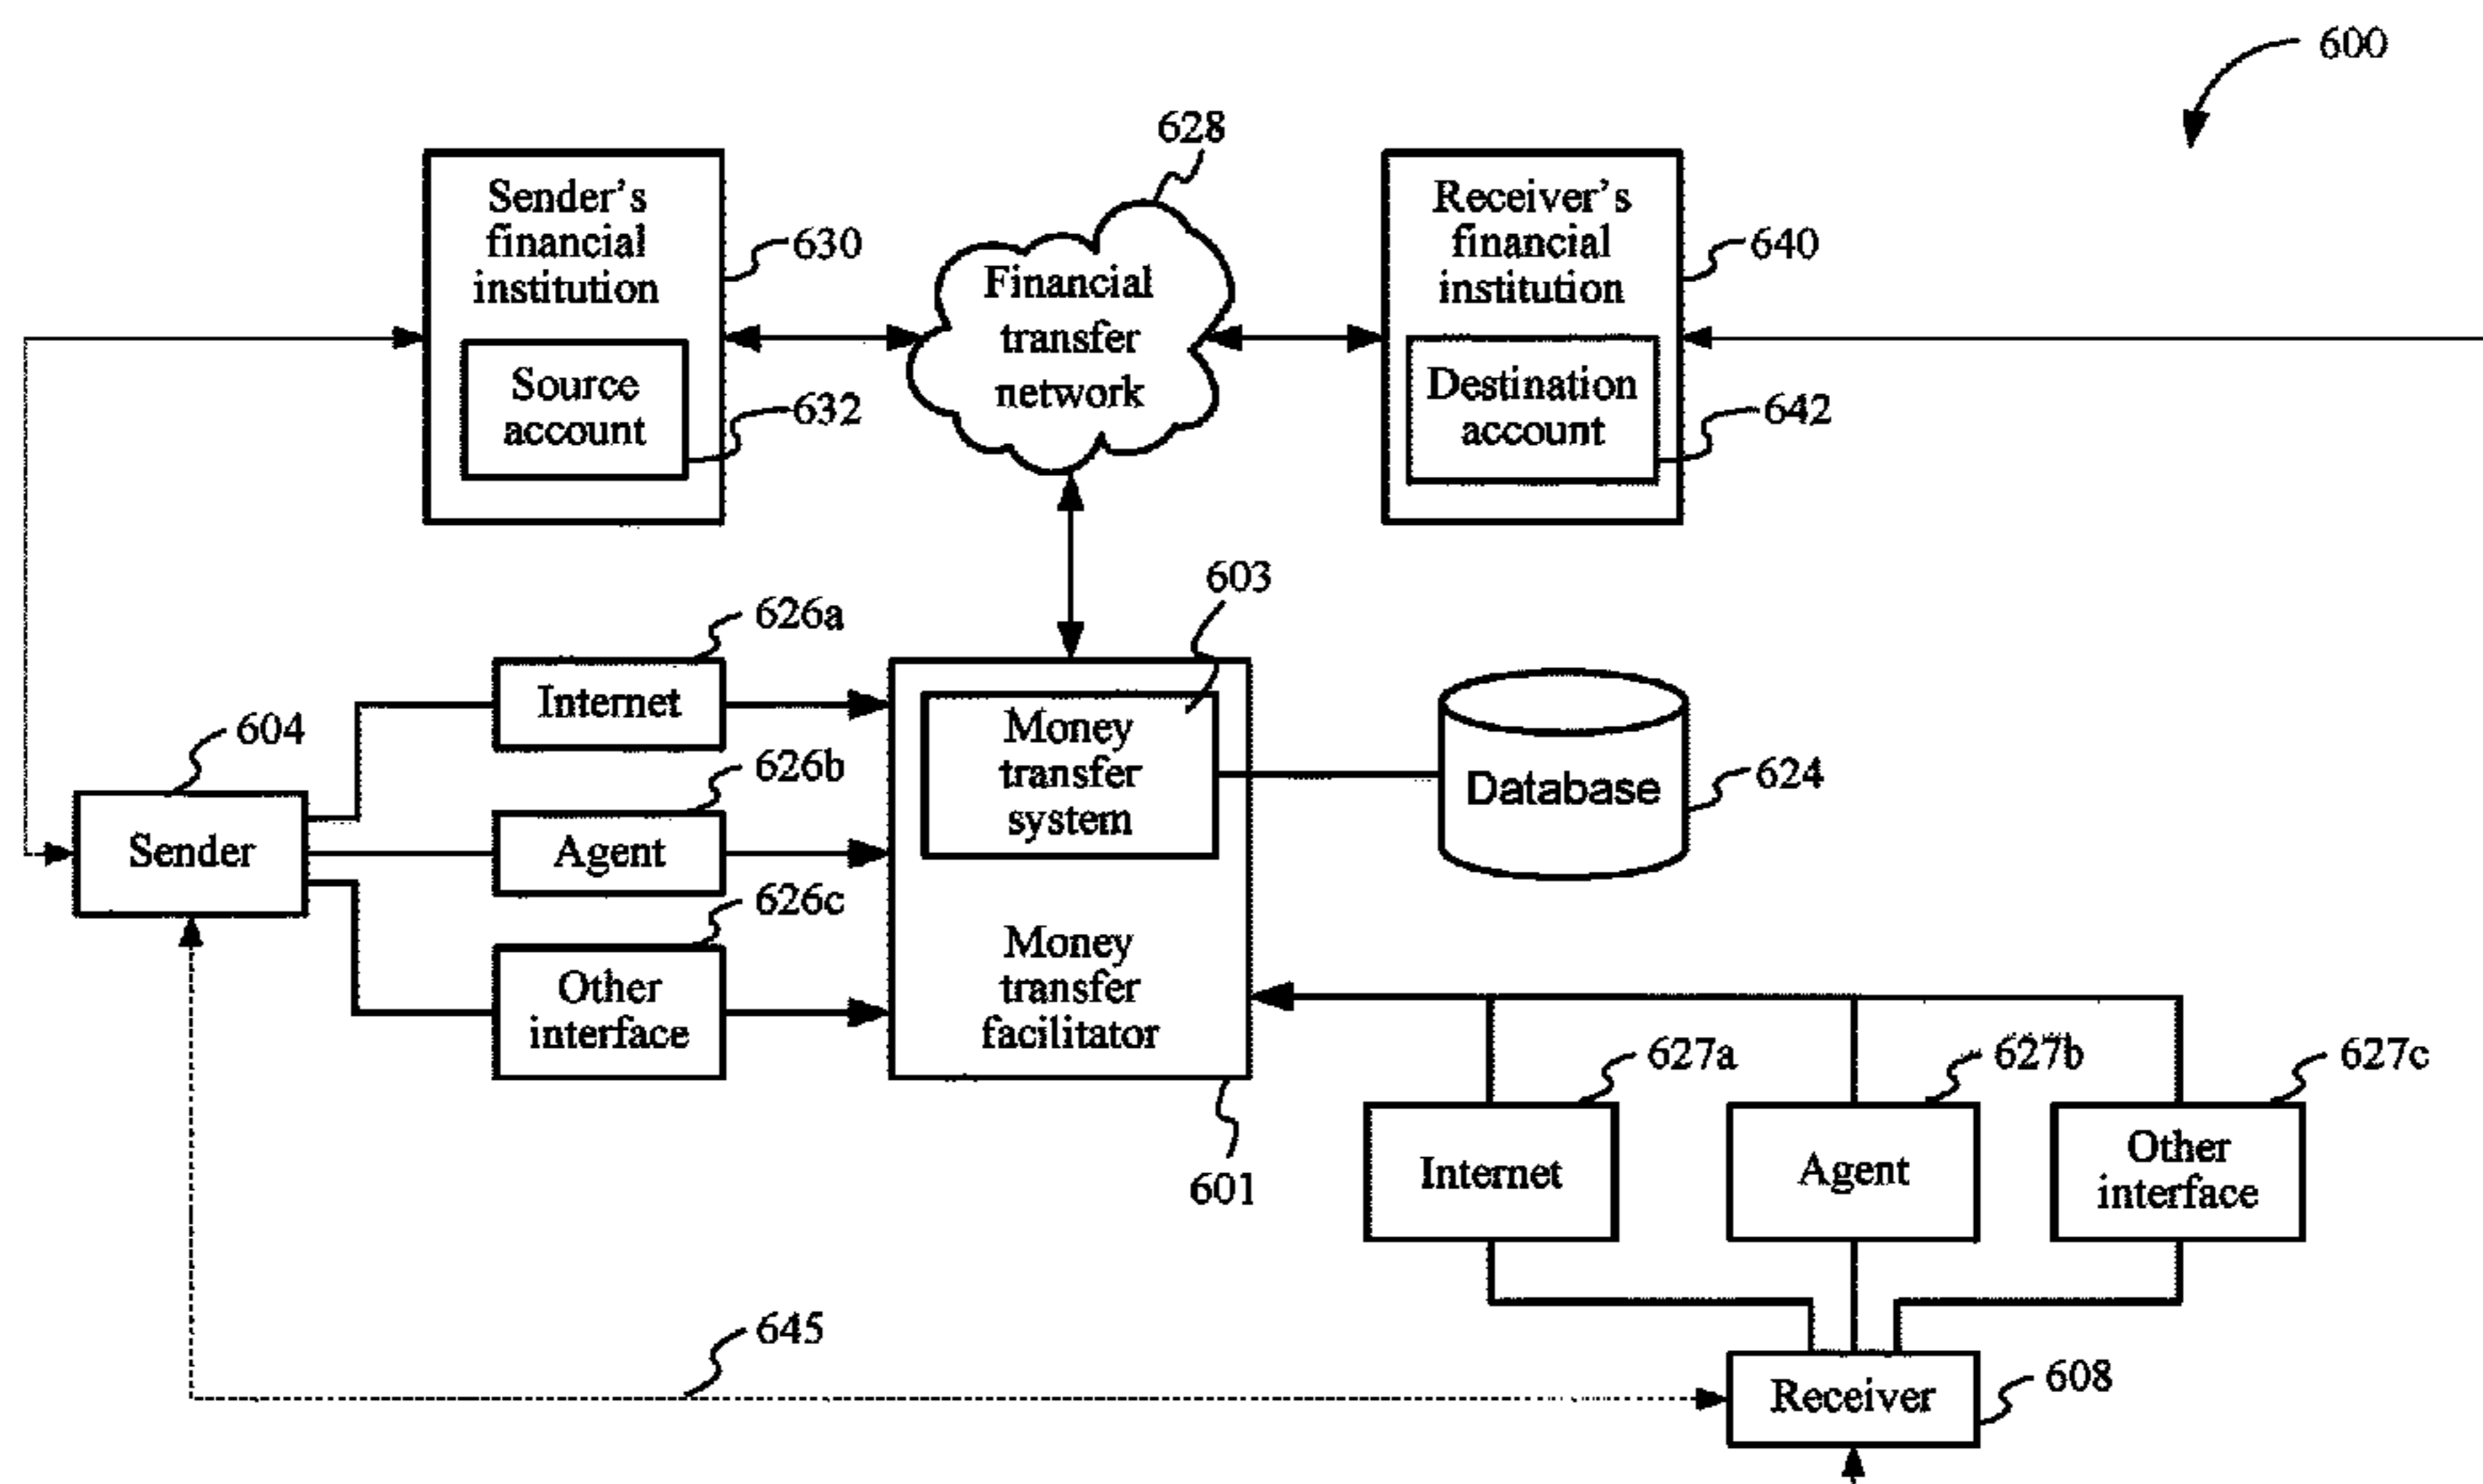 600
628
Sender's
financial
institution
630
Source
account
632
Financial
transfer
network
Receiver's
financial
institution
640
Destination
account
642
603
626a
Internet
604
Sender
626b
Agent
626c
Other
interface
Money
transfer
system
Money
transfer
facilitator
601
Database
624
627a
Internet
627b
Agent
627c
Other
interface
645
Receiver
608